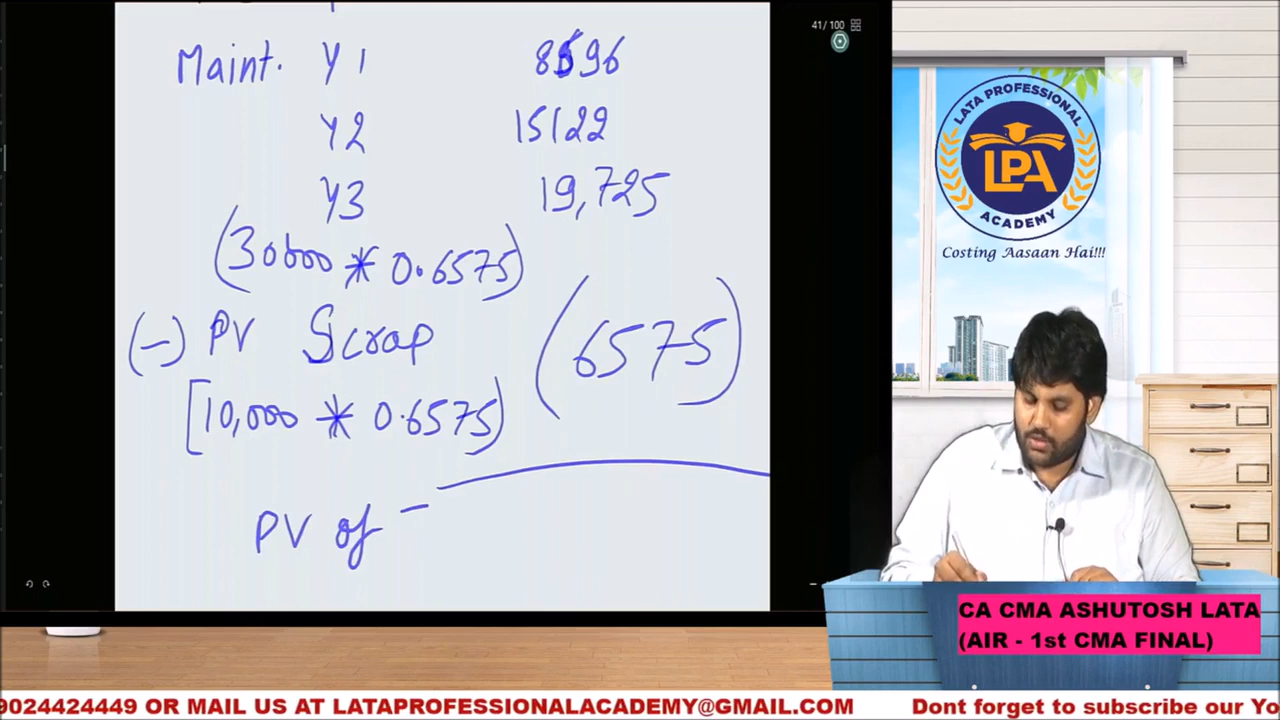 41/ 100
Maint. Y 1 8696
Y2 15122
Y3 19,725
(30000 * 0.6575)
(-) PV Scrap (6575)
[10,000 * 0.6575)
PV of
LATA PROFESSIONAL
LPA
ACADEMY
Costing Aasaan Hai!!!
CA CMA ASHUTOSH LATA
(AIR - 1st CMA FINAL)
9024424449 OR MAIL US AT LATAPROFESSIONALACADEMY@GMAIL.COM Dont forget to subscribe our Yo